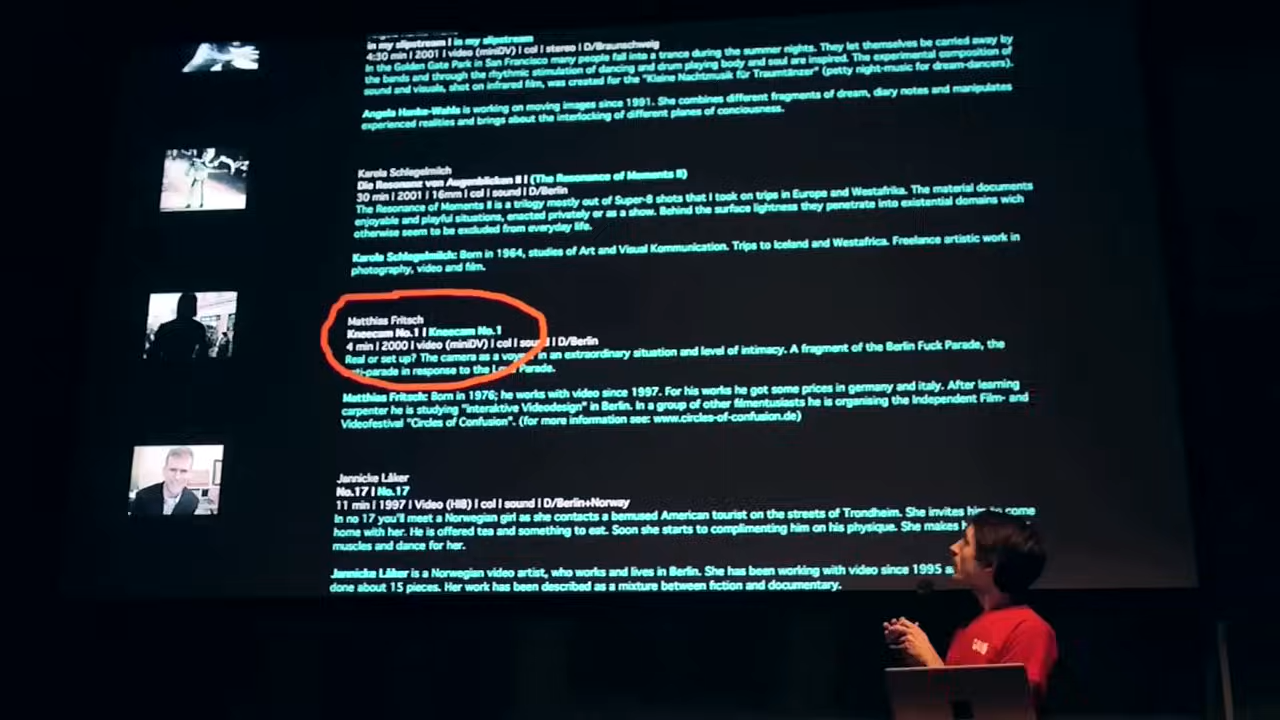 in my slipstream | in my slipstream
4:30 min | 2001 | video (miniDV) | col | stereo | D/Braunschweig
In the Golden Gate Park in San Francisco many people fall into a trance during the summer nights. They let themselves be carried away by
the bands and through the rhythmic stimulation of dancing and drum playing body and soul are inspired. The experimental composition of
sound and visuals, shot on infrared film, was created for the "Kleine Nachtmusik für Traumtänzer" (petty night-music for dream-dancers).
Angela Hanke-Wahle is working on moving images since 1991. She combines different fragments of dream, diary notes and manipulates
experienced realities and brings about the interlocking of different planes of conciousness.
Karola Schlegelmilch
Die Resonanz von Augenblicken II | (The Resonance of Moments II)
30 min | 2001 | 16mm | col | sound | D/Berlin
The Resonance of Moments II is a trilogy mostly out of Super-8 shots that I took on trips in Europe and Westafrika. The material documents
enjoyable and playful situations, enacted privately or as a show. Behind the surface lightness they penetrate into existential domains wich
otherwise seem to be excluded from everyday life.
Karola Schlegelmilch: Born in 1964, studies of Art and Visual Kommunication. Trips to Iceland and Westafrica. Freelance artistic work in
photography, video and film.
Matthias Fritsch
Kneecam No.1 | Kneecam No.1
4 min | 2000 | video (miniDV) | col | sound | D/Berlin
Real or set up? The camera as a voyeur in an extraordinary situation and level of intimacy. A fragment of the Berlin Fuck Parade, the
anti-parade in response to the Love Parade.
Matthias Fritsch: Born in 1976; he works with video since 1997. For his works he got some prices in germany and italy. After learning
carpenter he is studying "interaktive Videodesign" in Berlin. In a group of other filmentusiasts he is organising the Independent Film- and
Videofestival "Circles of Confusion". (for more information see: www.circles-of-confusion.de)
Jannicke Låker
No.17 | No.17
11 min | 1997 | Video (HI8) | col | sound | D/Berlin+Norway
In no 17 you'll meet a Norwegian girl as she contacts a bemused American tourist on the streets of Trondheim. She invites him to come
home with her. He is offered tea and something to eat. Soon she starts to complimenting him on his physique. She makes
muscles and dance for her.
Jannicke Låker is a Norwegian video artist, who works and lives in Berlin. She has been working with video since 1995
done about 15 pieces. Her work has been described as a mixture between fiction and documentary.